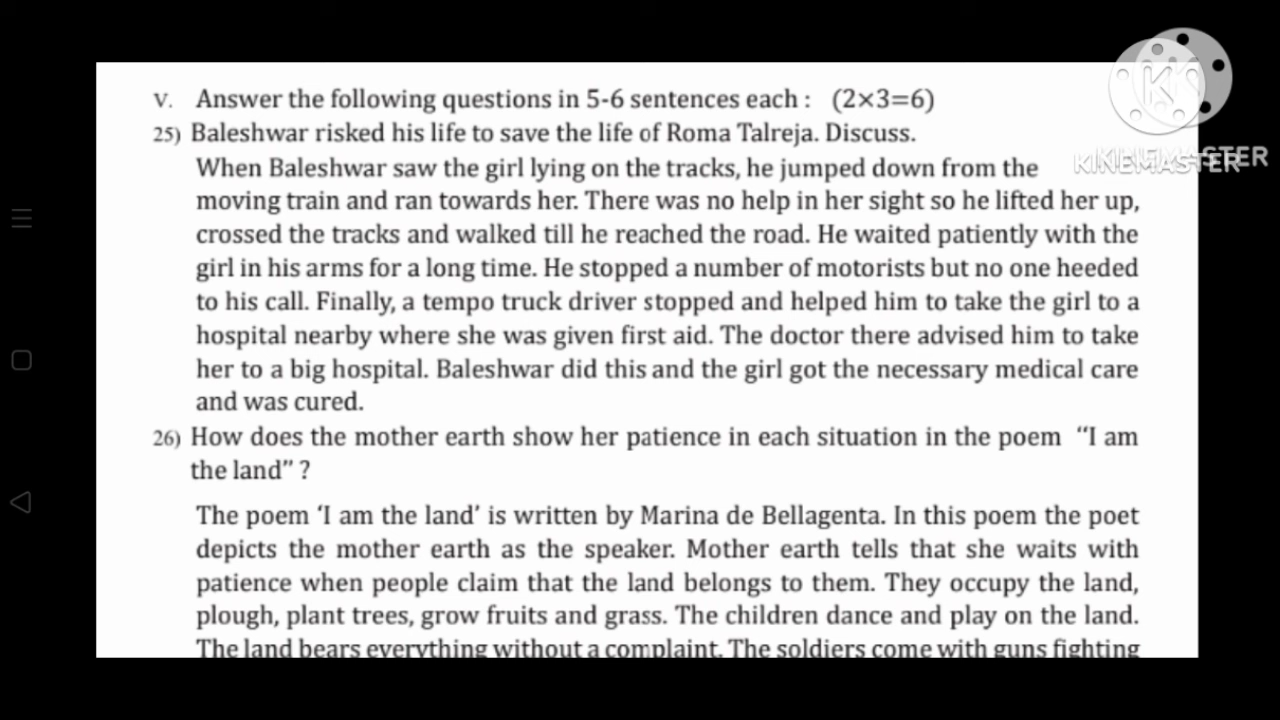 V. Answer the following questions in 5-6 sentences each : (2×3=6)
25) Baleshwar risked his life to save the life of Roma Talreja. Discuss.
When Baleshwar saw the girl lying on the tracks, he jumped down from the
moving train and ran towards her. There was no help in her sight so he lifted her up,
crossed the tracks and walked till he reached the road. He waited patiently with the
girl in his arms for a long time. He stopped a number of motorists but no one heeded
to his call. Finally, a tempo truck driver stopped and helped him to take the girl to a
hospital nearby where she was given first aid. The doctor there advised him to take
her to a big hospital. Baleshwar did this and the girl got the necessary medical care
and was cured.
26) How does the mother earth show her patience in each situation in the poem “I am
the land” ?
The poem ‘I am the land’ is written by Marina de Bellagenta. In this poem the poet
depicts the mother earth as the speaker. Mother earth tells that she waits with
patience when people claim that the land belongs to them. They occupy the land,
plough, plant trees, grow fruits and grass. The children dance and play on the land.
The land bears everything without a complaint. The soldiers come with guns fighting
KINEMASTER
KINEMASTER